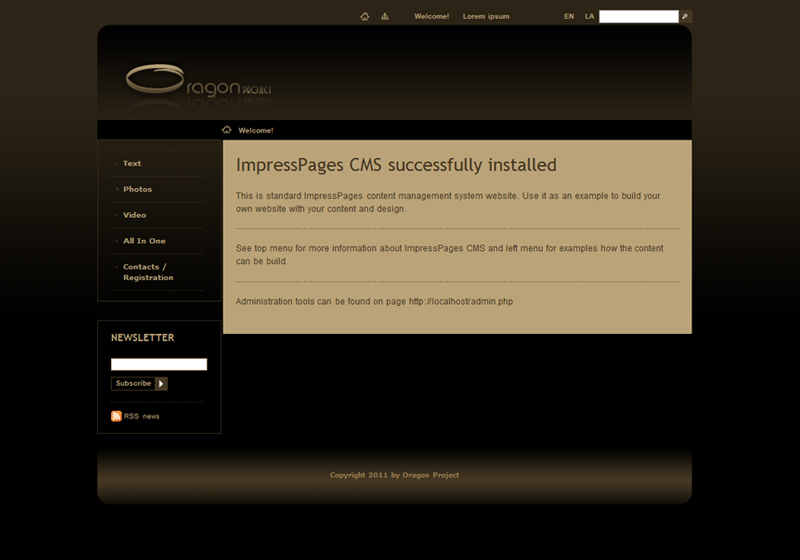 Welcome! Lorem ipsum EN LA
Oragon PROJECT
Welcome!
Text
Photos
Video
All In One
Contacts /
Registration
ImpressPages CMS successfully installed
This is standard ImpressPages content management system website. Use it as an example to build your
own website with your content and design.
See top menu for more information about ImpressPages CMS and left menu for examples how the content
can be build.
Administration tools can be found on page http://localhost/admin.php
NEWSLETTER
Subscribe
RSS news
Copyright 2011 by Oragon Project